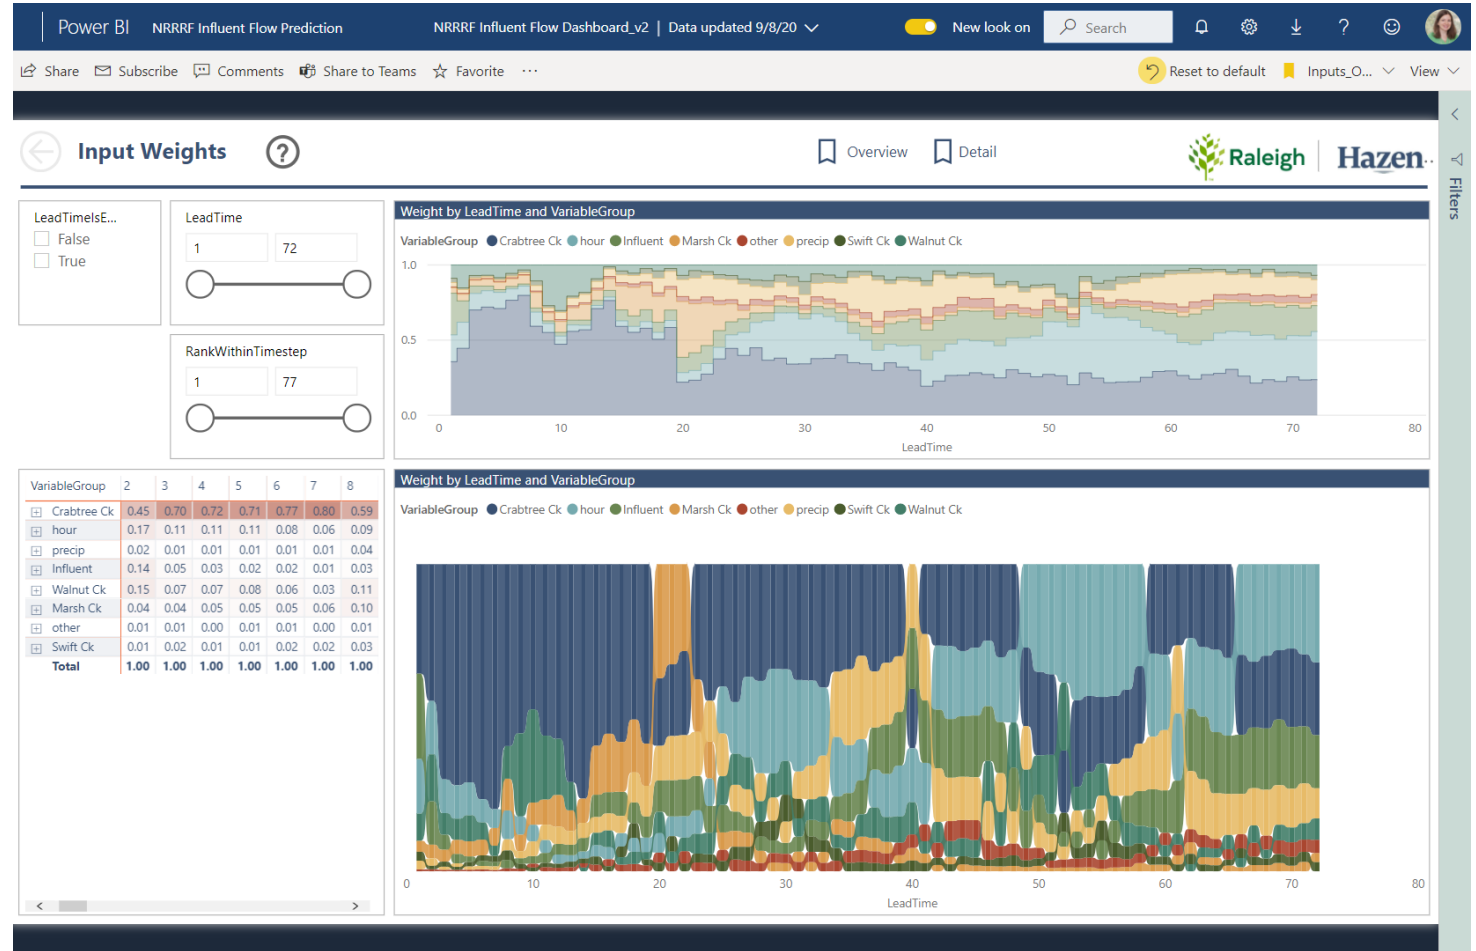 Power BI NRRRF Influent Flow Prediction NRRRF Influent Flow Dashboard_v2 | Data updated 9/8/20 New look on Search
Share Subscribe Comments Share to Teams Favorite ... Reset to default Inputs_O... View
Input Weights ? Overview Detail Raleigh Hazen
Filters
LeadTimeIsE...
False
True
LeadTime
1 72
RankWithinTimestep
1 77
Weight by LeadTime and VariableGroup
VariableGroup Crabtree Ck hour Influent Marsh Ck other precip Swift Ck Walnut Ck
1.0
0.5
0.0
0 10 20 30 40 50 60 70 80
LeadTime
VariableGroup 2 3 4 5 6 7 8
Crabtree Ck 0.45 0.70 0.72 0.71 0.77 0.80 0.59
hour 0.17 0.11 0.11 0.11 0.08 0.06 0.09
precip 0.02 0.01 0.01 0.01 0.01 0.01 0.04
Influent 0.14 0.05 0.03 0.02 0.02 0.01 0.03
Walnut Ck 0.15 0.07 0.07 0.08 0.06 0.03 0.11
Marsh Ck 0.04 0.04 0.05 0.05 0.05 0.06 0.10
other 0.01 0.01 0.00 0.01 0.01 0.00 0.01
Swift Ck 0.01 0.02 0.01 0.01 0.02 0.02 0.03
Total 1.00 1.00 1.00 1.00 1.00 1.00 1.00
Weight by LeadTime and VariableGroup
VariableGroup Crabtree Ck hour Influent Marsh Ck other precip Swift Ck Walnut Ck
0 10 20 30 40 50 60 70 80
LeadTime